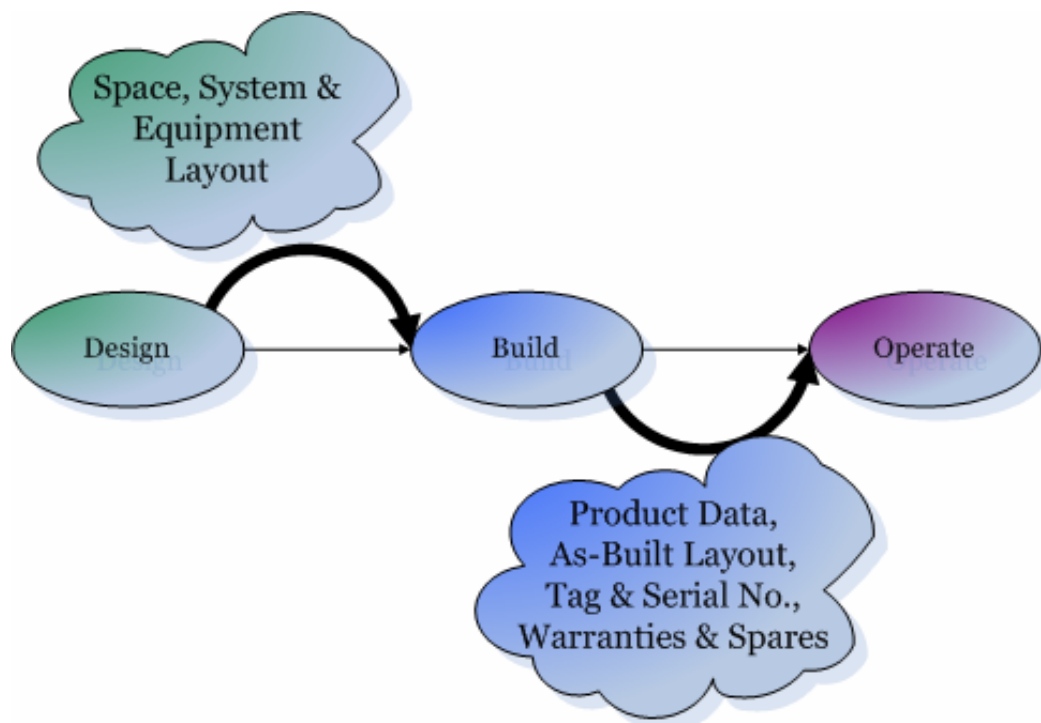 Space, System &
Equipment
Layout
Design
Build
Operate
Product Data,
As-Built Layout,
Tag & Serial No.,
Warranties & Spares